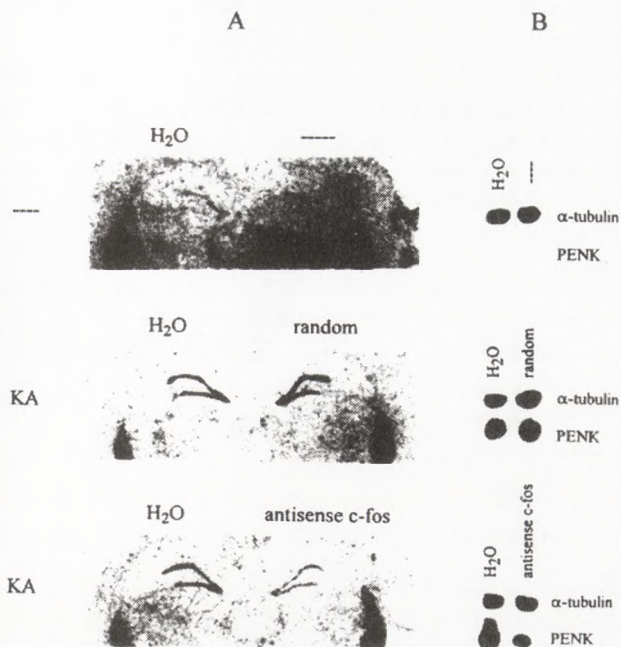 A B
H₂O -----
----
H₂O ----
α-tubulin
PENK
H₂O random
KA
H₂O random
α-tubulin
PENK
H₂O antisense c-fos
KA
H₂O antisense c-fos
α-tubulin
PENK